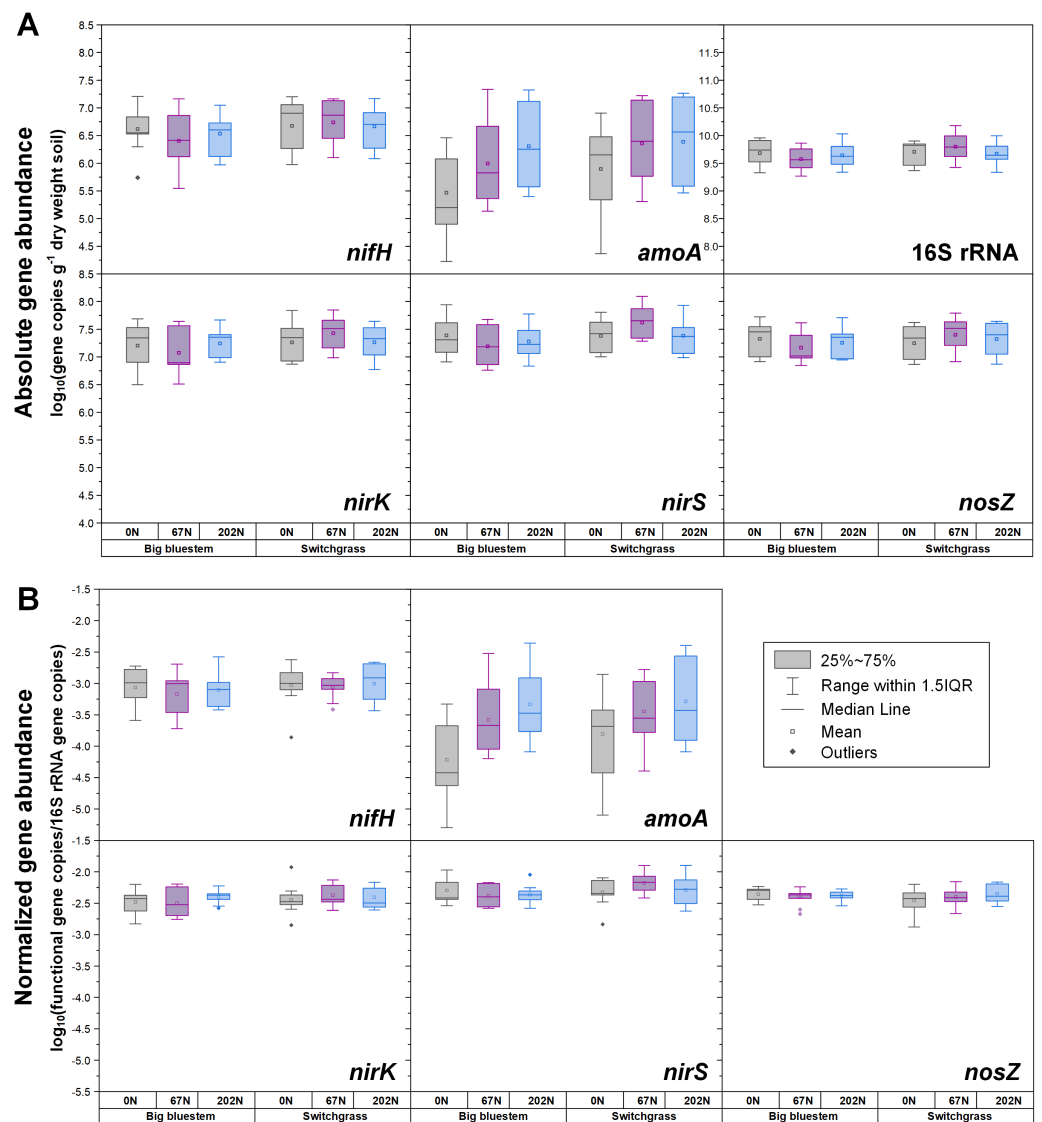 A
Absolute gene abundance
log₁₀(gene copies g⁻¹ dry weight soil)
8.5
8.0
7.5
7.0
6.5
6.0
5.5
5.0
4.5
11.5
11.0
10.5
10.0
9.5
9.0
8.5
8.0
nifH
amoA
16S rRNA
8.5
8.0
7.5
7.0
6.5
6.0
5.5
5.0
4.5
4.0
nirK
nirS
nosZ
0N 67N 202N 0N 67N 202N 0N 67N 202N 0N 67N 202N 0N 67N 202N 0N 67N 202N
Big bluestem Switchgrass Big bluestem Switchgrass Big bluestem Switchgrass
B
Normalized gene abundance
log₁₀(functional gene copies/16S rRNA gene copies)
-1.5
-2.0
-2.5
-3.0
-3.5
-4.0
-4.5
-5.0
nifH
amoA
25%~75%
Range within 1.5IQR
Median Line
Mean
Outliers
-1.5
-2.0
-2.5
-3.0
-3.5
-4.0
-4.5
-5.0
-5.5
nirK
nirS
nosZ
0N 67N 202N 0N 67N 202N 0N 67N 202N 0N 67N 202N 0N 67N 202N 0N 67N 202N
Big bluestem Switchgrass Big bluestem Switchgrass Big bluestem Switchgrass